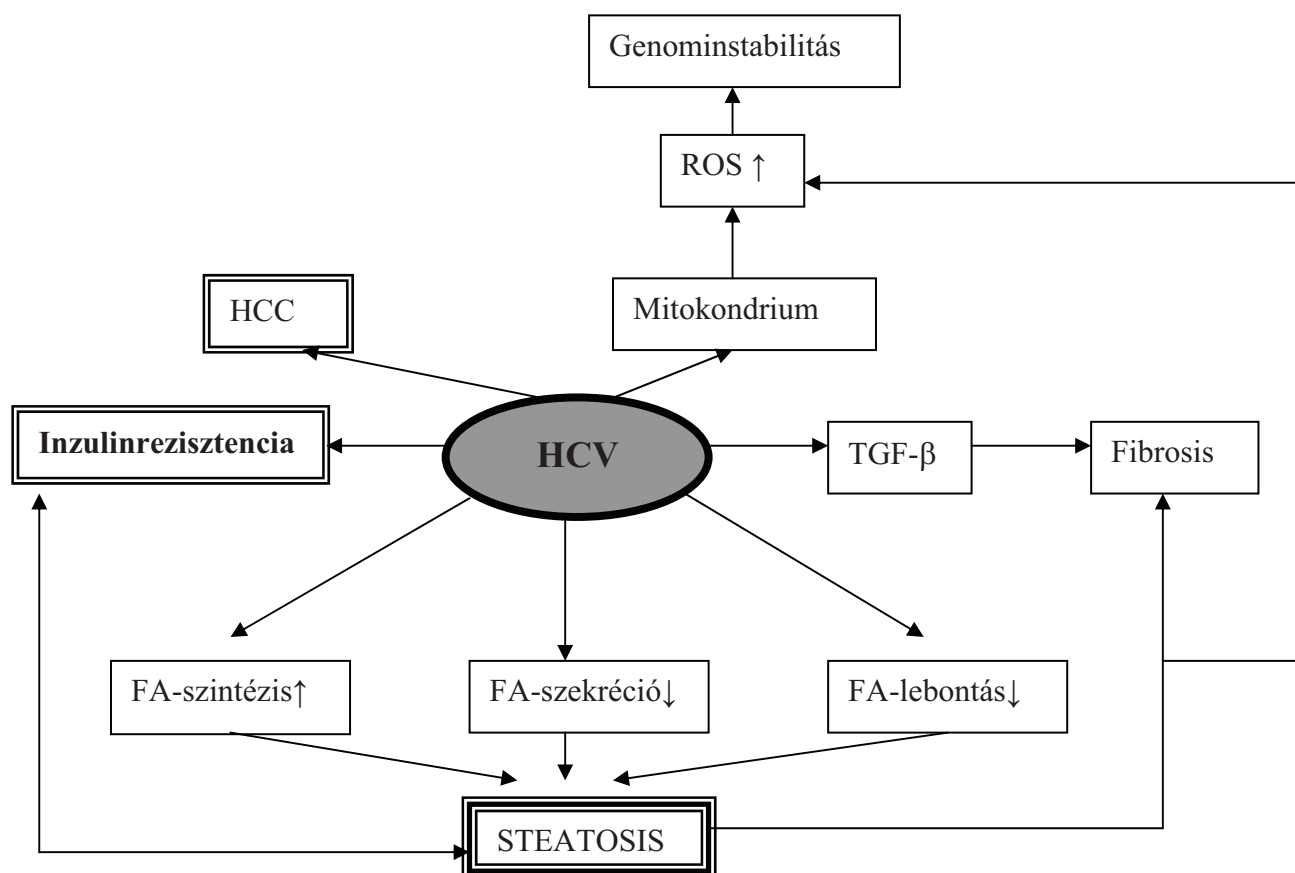 Genominstabilitás
ROS ↑
HCC
Mitokondrium
Inzulinrezisztencia
HCV
TGF-β
Fibrosis
FA-szintézis↑
FA-szekréció↓
FA-lebontás↓
STEATOSIS